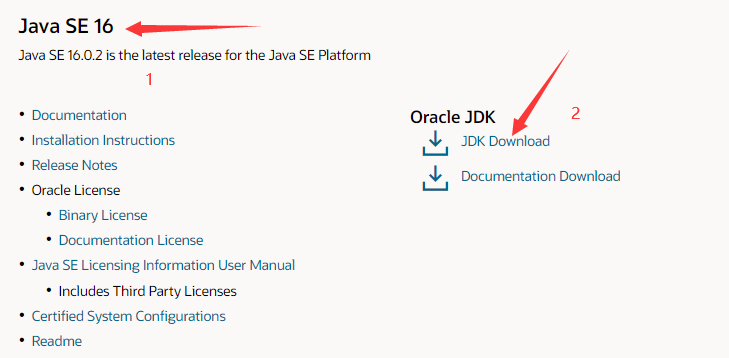 Java SE 16
Java SE 16.0.2 is the latest release for the Java SE Platform
1
• Documentation
• Installation Instructions
• Release Notes
• Oracle License
• Binary License
• Documentation License
• Java SE Licensing Information User Manual
• Includes Third Party Licenses
• Certified System Configurations
• Readme
Oracle JDK
2
JDK Download
Documentation Download